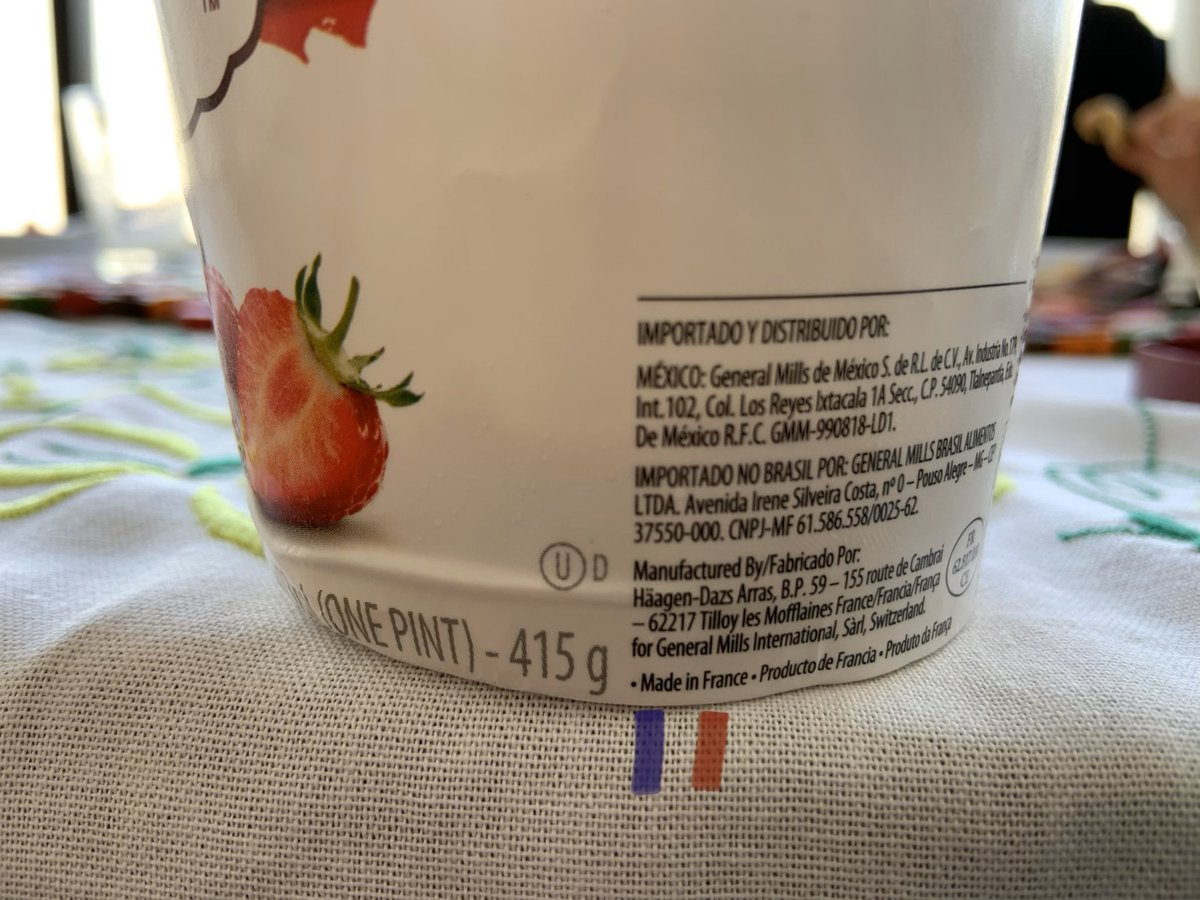 TM
IMPORTADO Y DISTRIBUIDO POR:
MÉXICO: General Mills de México S. de R.L. de C.V., Av. Industria No. 179,
Int. 102, Col. Los Reyes Ixtacala 1A Secc., C.P. 54090, Tlalnepantla, Edo.
De México R.F.C. GMM-990818-LD1.
IMPORTADO NO BRASIL POR: GENERAL MILLS BRASIL ALIMENTOS
LTDA. Avenida Irene Silveira Costa, nº 0 – Pouso Alegre – MG – CEP
37550-000. CNPJ-MF 61.586.558/0025-62.
U D
Manufactured By/Fabricado Por:
Häagen-Dazs Arras, B.P. 59 – 155 route de Cambrai
– 62217 Tilloy les Mofflaines France/Francia/França
for General Mills International, Sàrl, Switzerland.
• Made in France • Producto de Francia • Produto da França
FR
CE
(ONE PINT) - 415 g